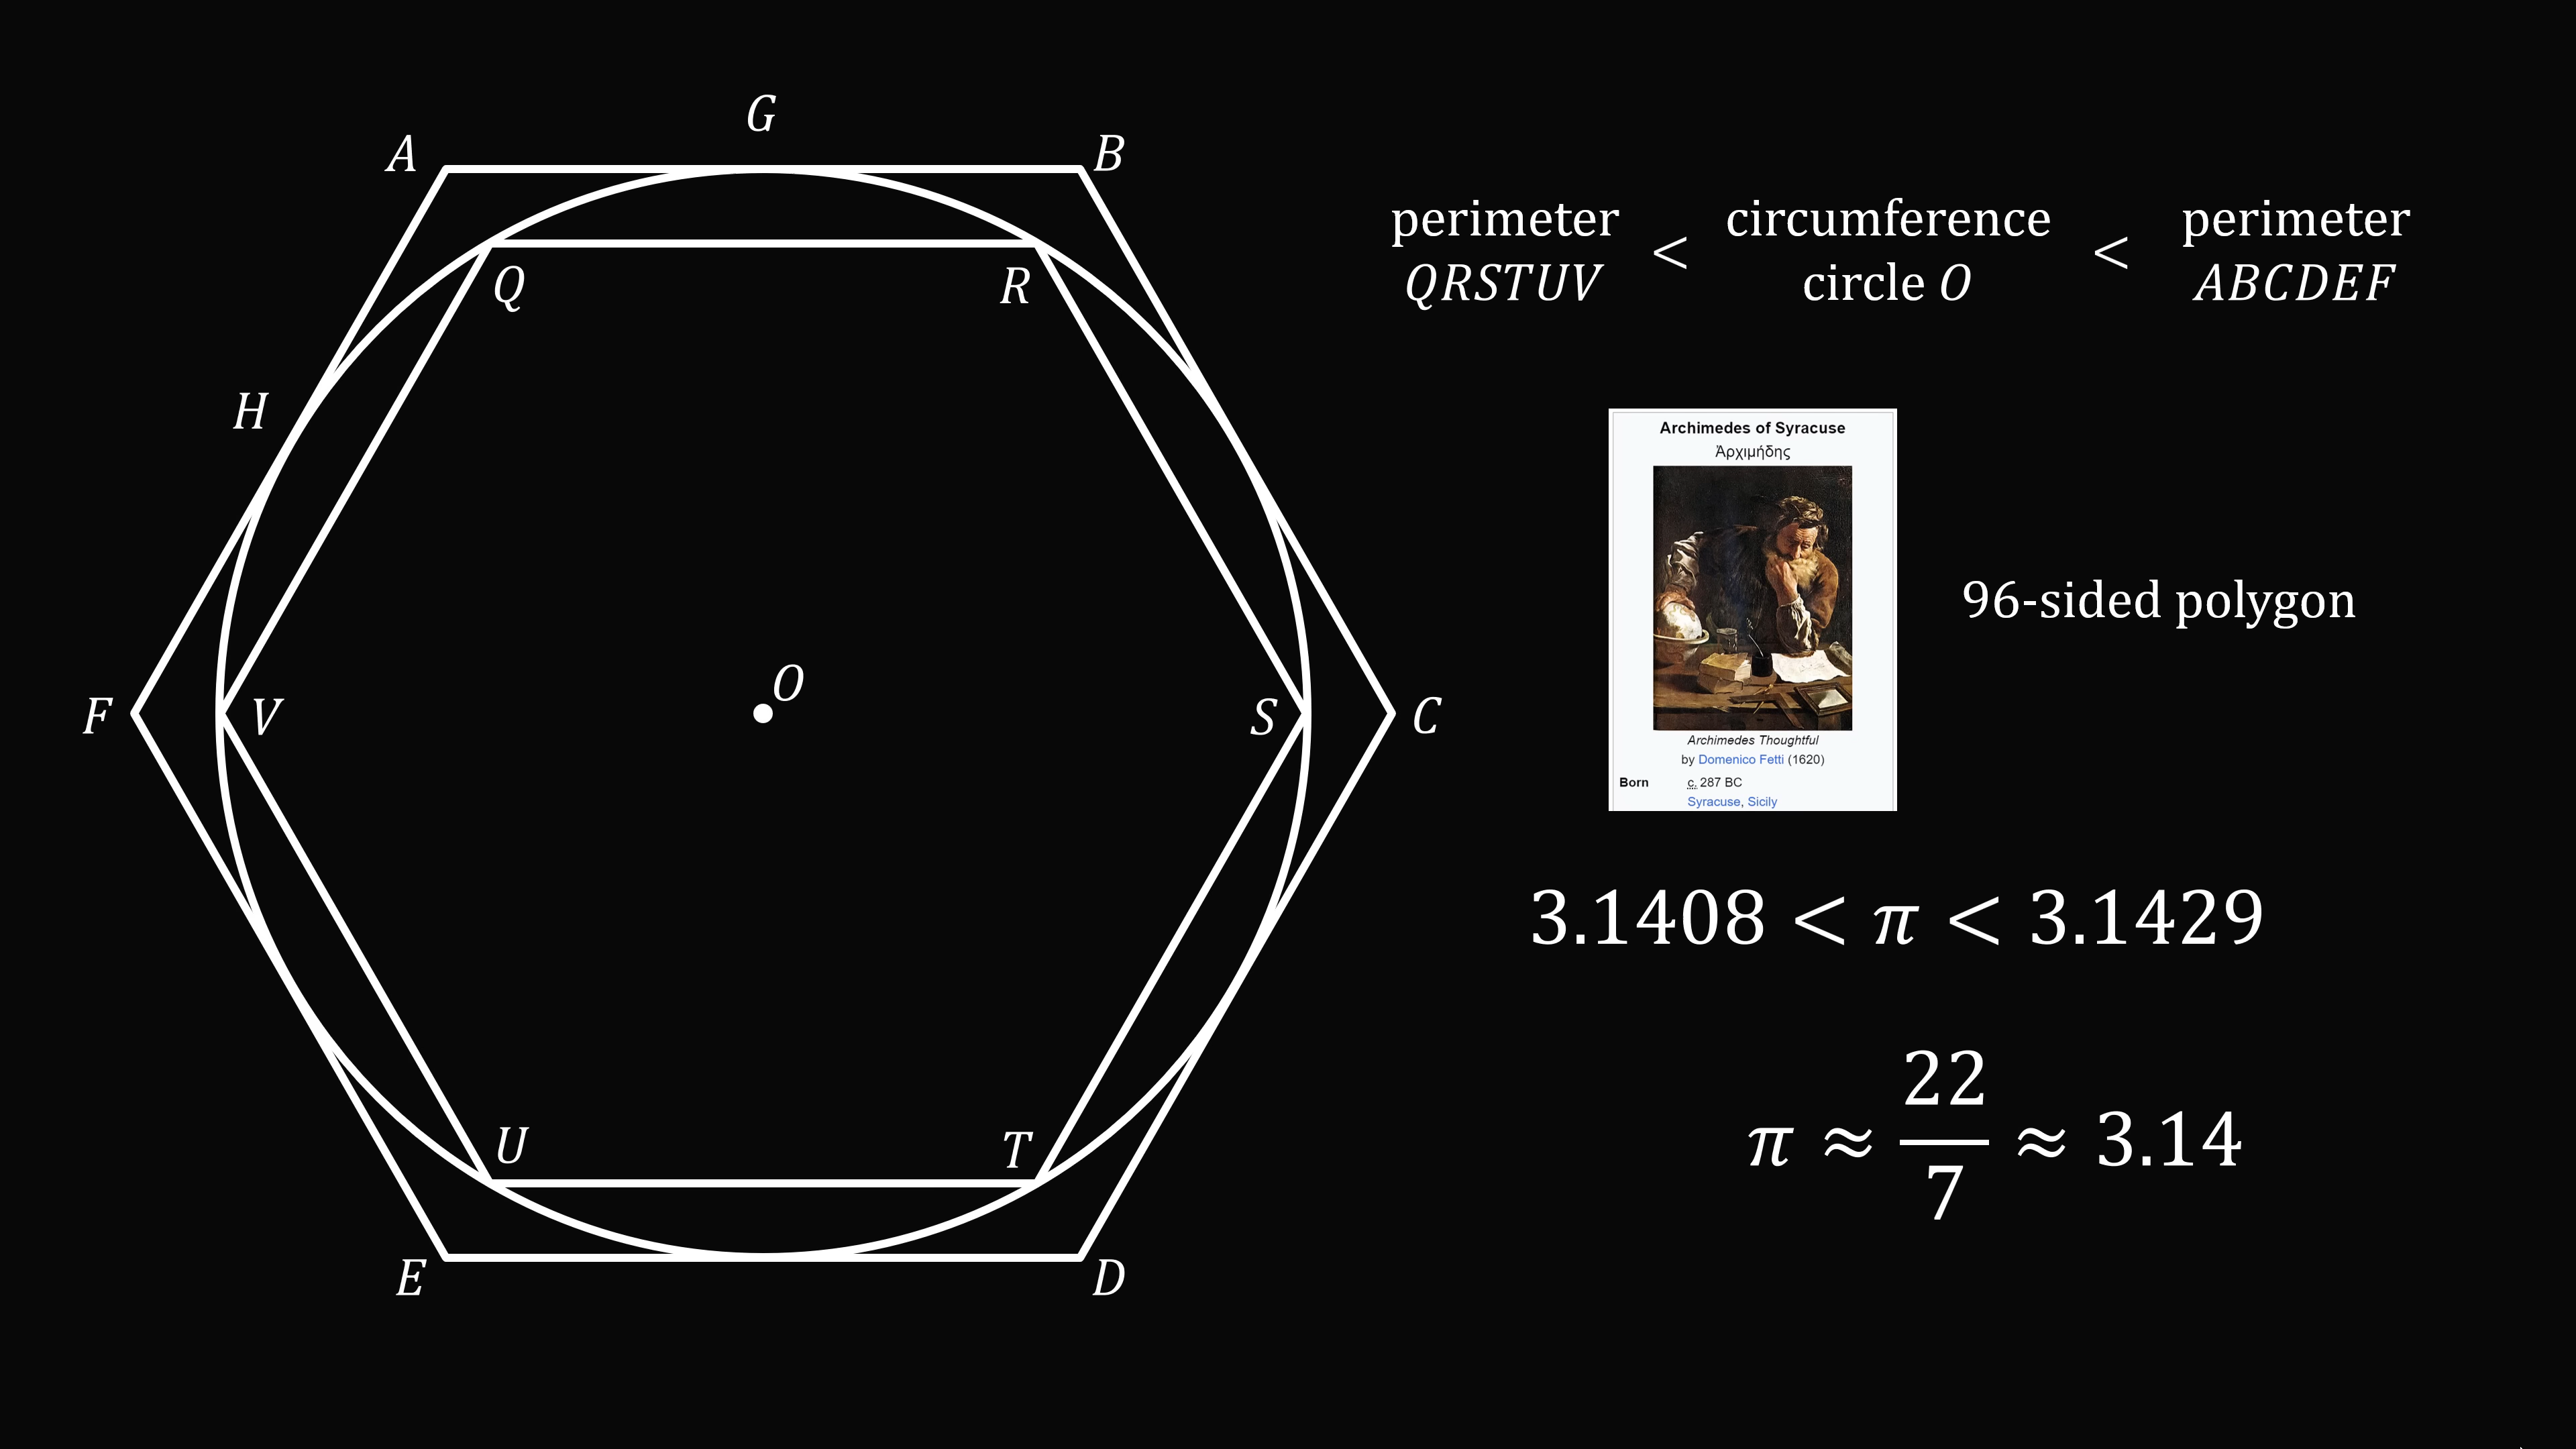 G
A
B
Q
R
H
F
V
O
S
C
U
T
E
D
perimeter QRSTUV < circumference circle O < perimeter ABCDEF
Archimedes of Syracuse
Ἀρχιμήδης
Archimedes Thoughtful
by Domenico Fetti (1620)
Born c. 287 BC
Syracuse, Sicily
96-sided polygon
3.1408 < π < 3.1429
π ≈ 22/7 ≈ 3.14